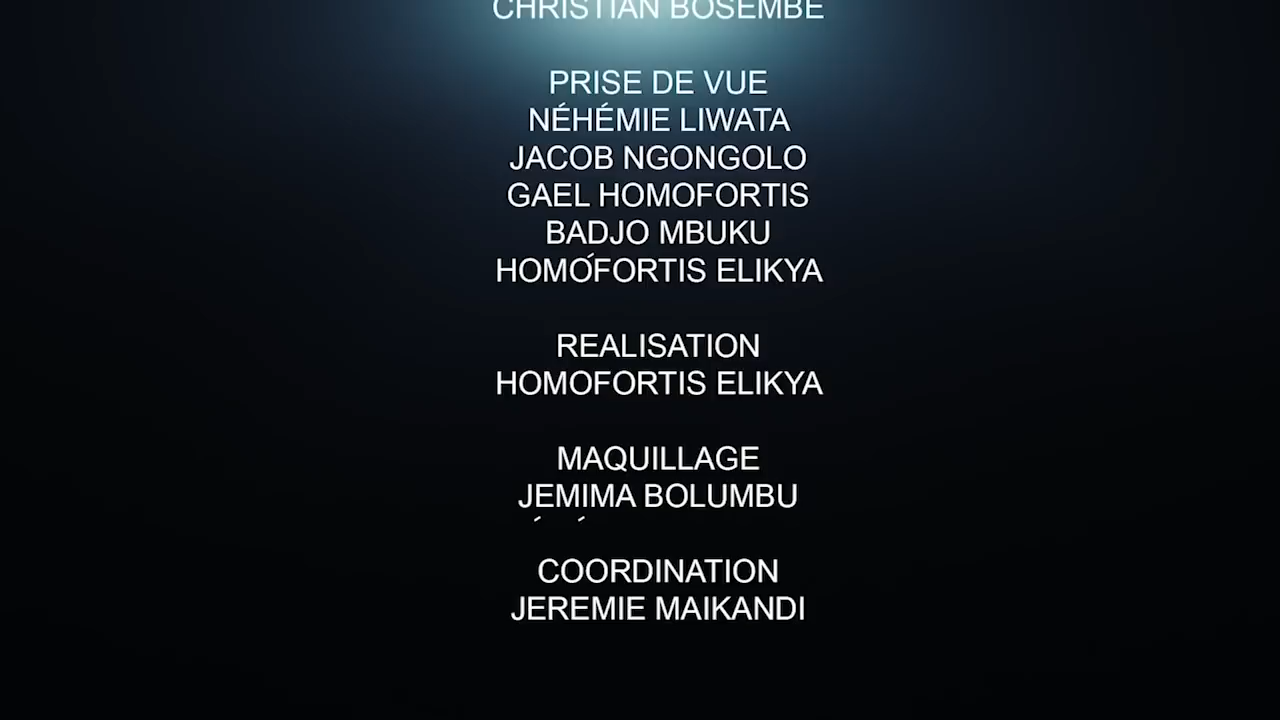 CHRISTIAN BOSEMBE
PRISE DE VUE
NÉHÉMIE LIWATA
JACOB NGONGOLO
GAEL HOMOFORTIS
BADJO MBUKU
HOMOFORTIS ELIKYA
REALISATION
HOMOFORTIS ELIKYA
MAQUILLAGE
JEMIMA BOLUMBU
COORDINATION
JEREMIE MAIKANDI